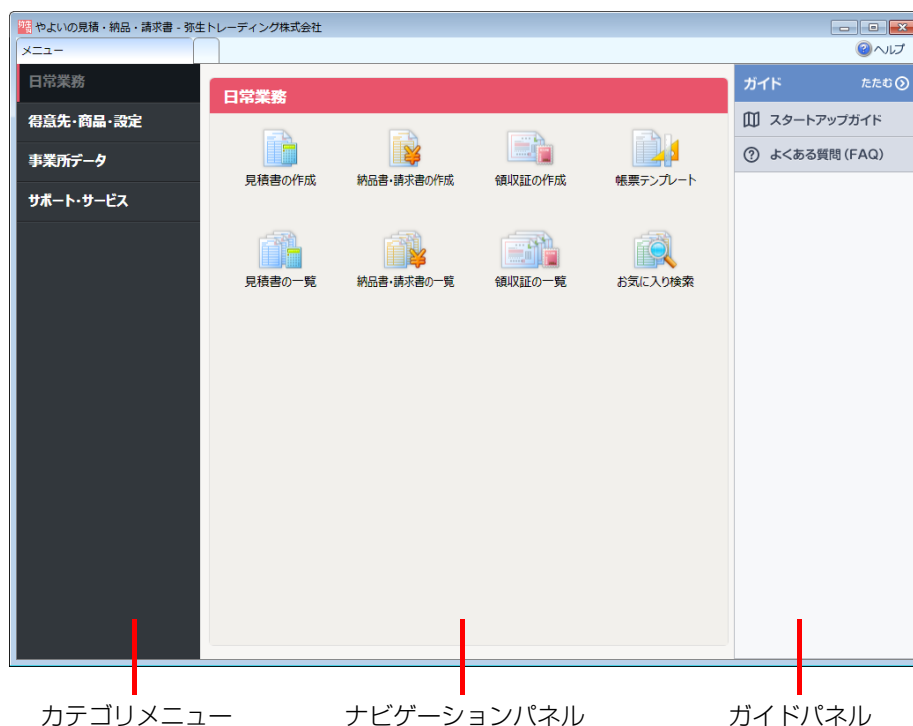 やよいの見積・納品・請求書 - 弥生トレーディング株式会社
メニュー
ヘルプ
日常業務
得意先・商品・設定
事業所データ
サポート・サービス
日常業務
見積書の作成 納品書・請求書の作成 領収証の作成 帳票テンプレート
見積書の一覧 納品書・請求書の一覧 領収証の一覧 お気に入り検索
ガイド たたむ
スタートアップガイド
よくある質問(FAQ)
カテゴリメニュー ナビゲーションパネル ガイドパネル